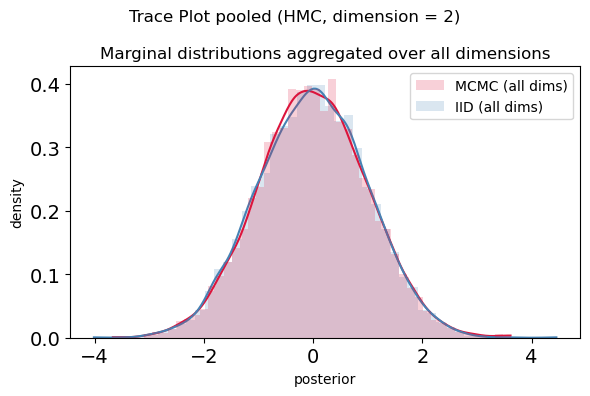 Trace Plot pooled (HMC, dimension = 2)
Marginal distributions aggregated over all dimensions
MCMC (all dims)
IID (all dims)
density
0.4
0.3
0.2
0.1
0.0
−4
−2
0
2
4
posterior